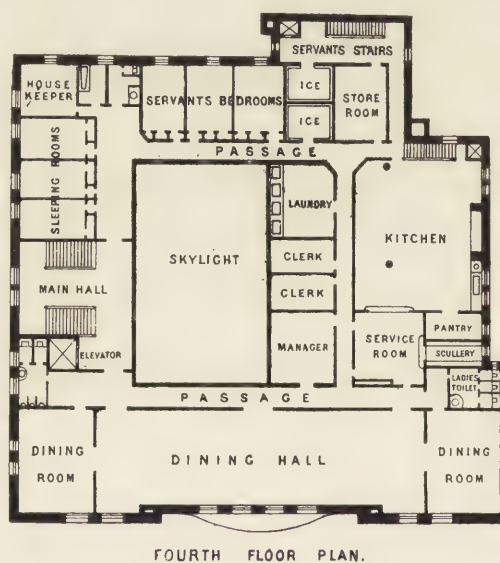 SERVANTS STAIRS
HOUSE
KEEPER
SERVANTS BEDROOMS
ICE
STORE
ROOM
ICE
PASSAGE
SLEEPING ROOMS
LAUNDRY
KITCHEN
SKYLIGHT
CLERK
MAIN HALL
CLERK
ELEVATOR
MANAGER
SERVICE
ROOM
PANTRY
SCULLERY
LADIES
TOILET
PASSAGE
DINING
ROOM
DINING HALL
DINING
ROOM
FOURTH FLOOR PLAN.